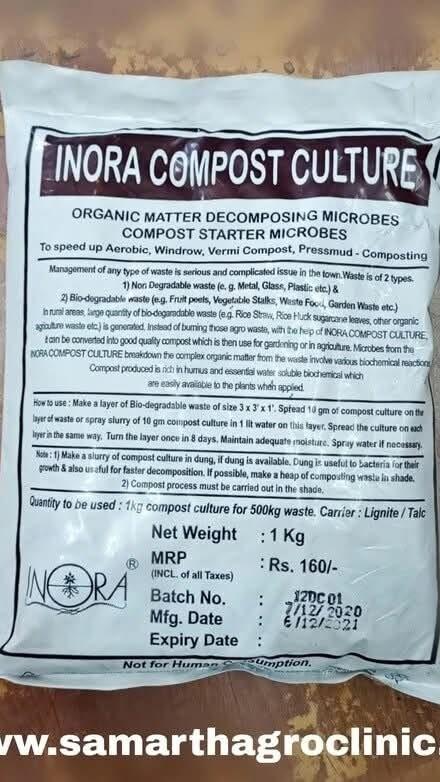 INORA COMPOST CULTURE
ORGANIC MATTER DECOMPOSING MICROBES
COMPOST STARTER MICROBES
To speed up Aerobic, Windrow, Vermi Compost, Pressmud - Composting
Management of any type of waste is serious and complicated issue in the town.Waste is of 2 types.
1) Non Degradable waste (e. g. Metal, Glass, Plastic etc.) &
2) Bio-degradable waste (e.g. Fruit peels, Vegetable Stalks, Waste Food, Garden Waste etc.)
In rural areas, large quantity of bio-degaradable waste (e.g. Rice Straw, Rice Huck sugarcane leaves, other organic
agriculture waste etc.) is generated. Instead of burning those agro waste, with the help of INORA COMPOST CULTURE,
it can be converted into good quality compost which is then use for gardening or in agriculture. Microbes from the
INORA COMPOST CULTURE breakdown the complex organic matter from the waste involve various biochemical reactions
Compost produced is rich in humus and essential water soluble biochemical which
are easily available to the plants when applied.
How to use : Make a layer of Bio-degradable waste of size 3 x 3' x 1'. Spread 10 gm of compost culture on the
layer of waste or spray slurry of 10 gm compost culture in 1 lit water on this layer. Spread the culture on each
layer in the same way. Turn the layer once in 8 days. Maintain adequate moisture. Spray water if necessary.
Note : 1) Make a slurry of compost culture in dung, if dung is available. Dung is useful to bacteria for their
growth & also useful for faster decomposition. If possible, make a heap of composting waste in shade.
2) Compost process must be carried out in the shade.
Quantity to be used : 1kg compost culture for 500kg waste. Carrier : Lignite / Talc
Net Weight : 1 Kg
MRP : Rs. 160/-
(INCL. of all Taxes)
INORA ®
Batch No. : 12DC01
Mfg. Date : 7/12/2020
Expiry Date : 6/12/2021
Not for Human Consumption.
ww.samarthagroclinic.